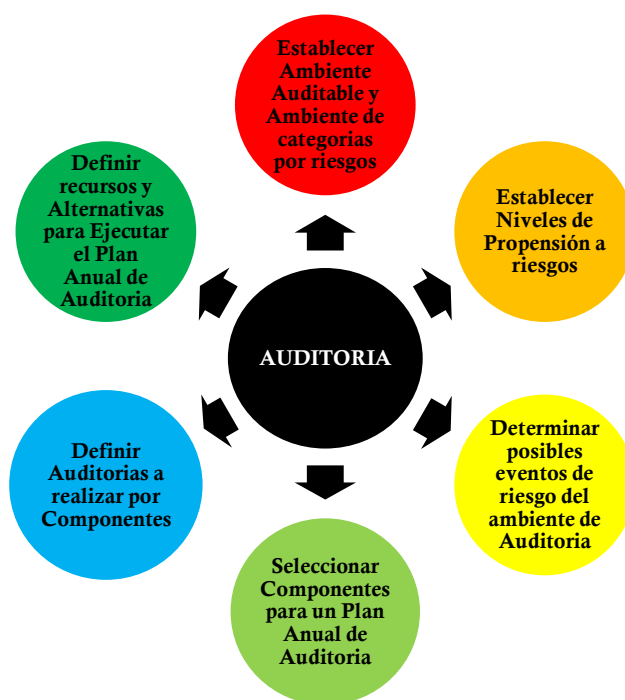 Establecer
Ambiente
Auditable y
Ambiente de
categorias
por riesgos
Establecer
Niveles de
Propensión a
riesgos
Determinar
posibles
eventos de
riesgo del
ambiente de
Auditoria
Seleccionar
Componentes
para un Plan
Anual de
Auditoria
Definir
Auditorias a
realizar por
Componentes
Definir
recursos y
Alternativas
para Ejecutar
el Plan
Anual de
Auditoria
AUDITORIA